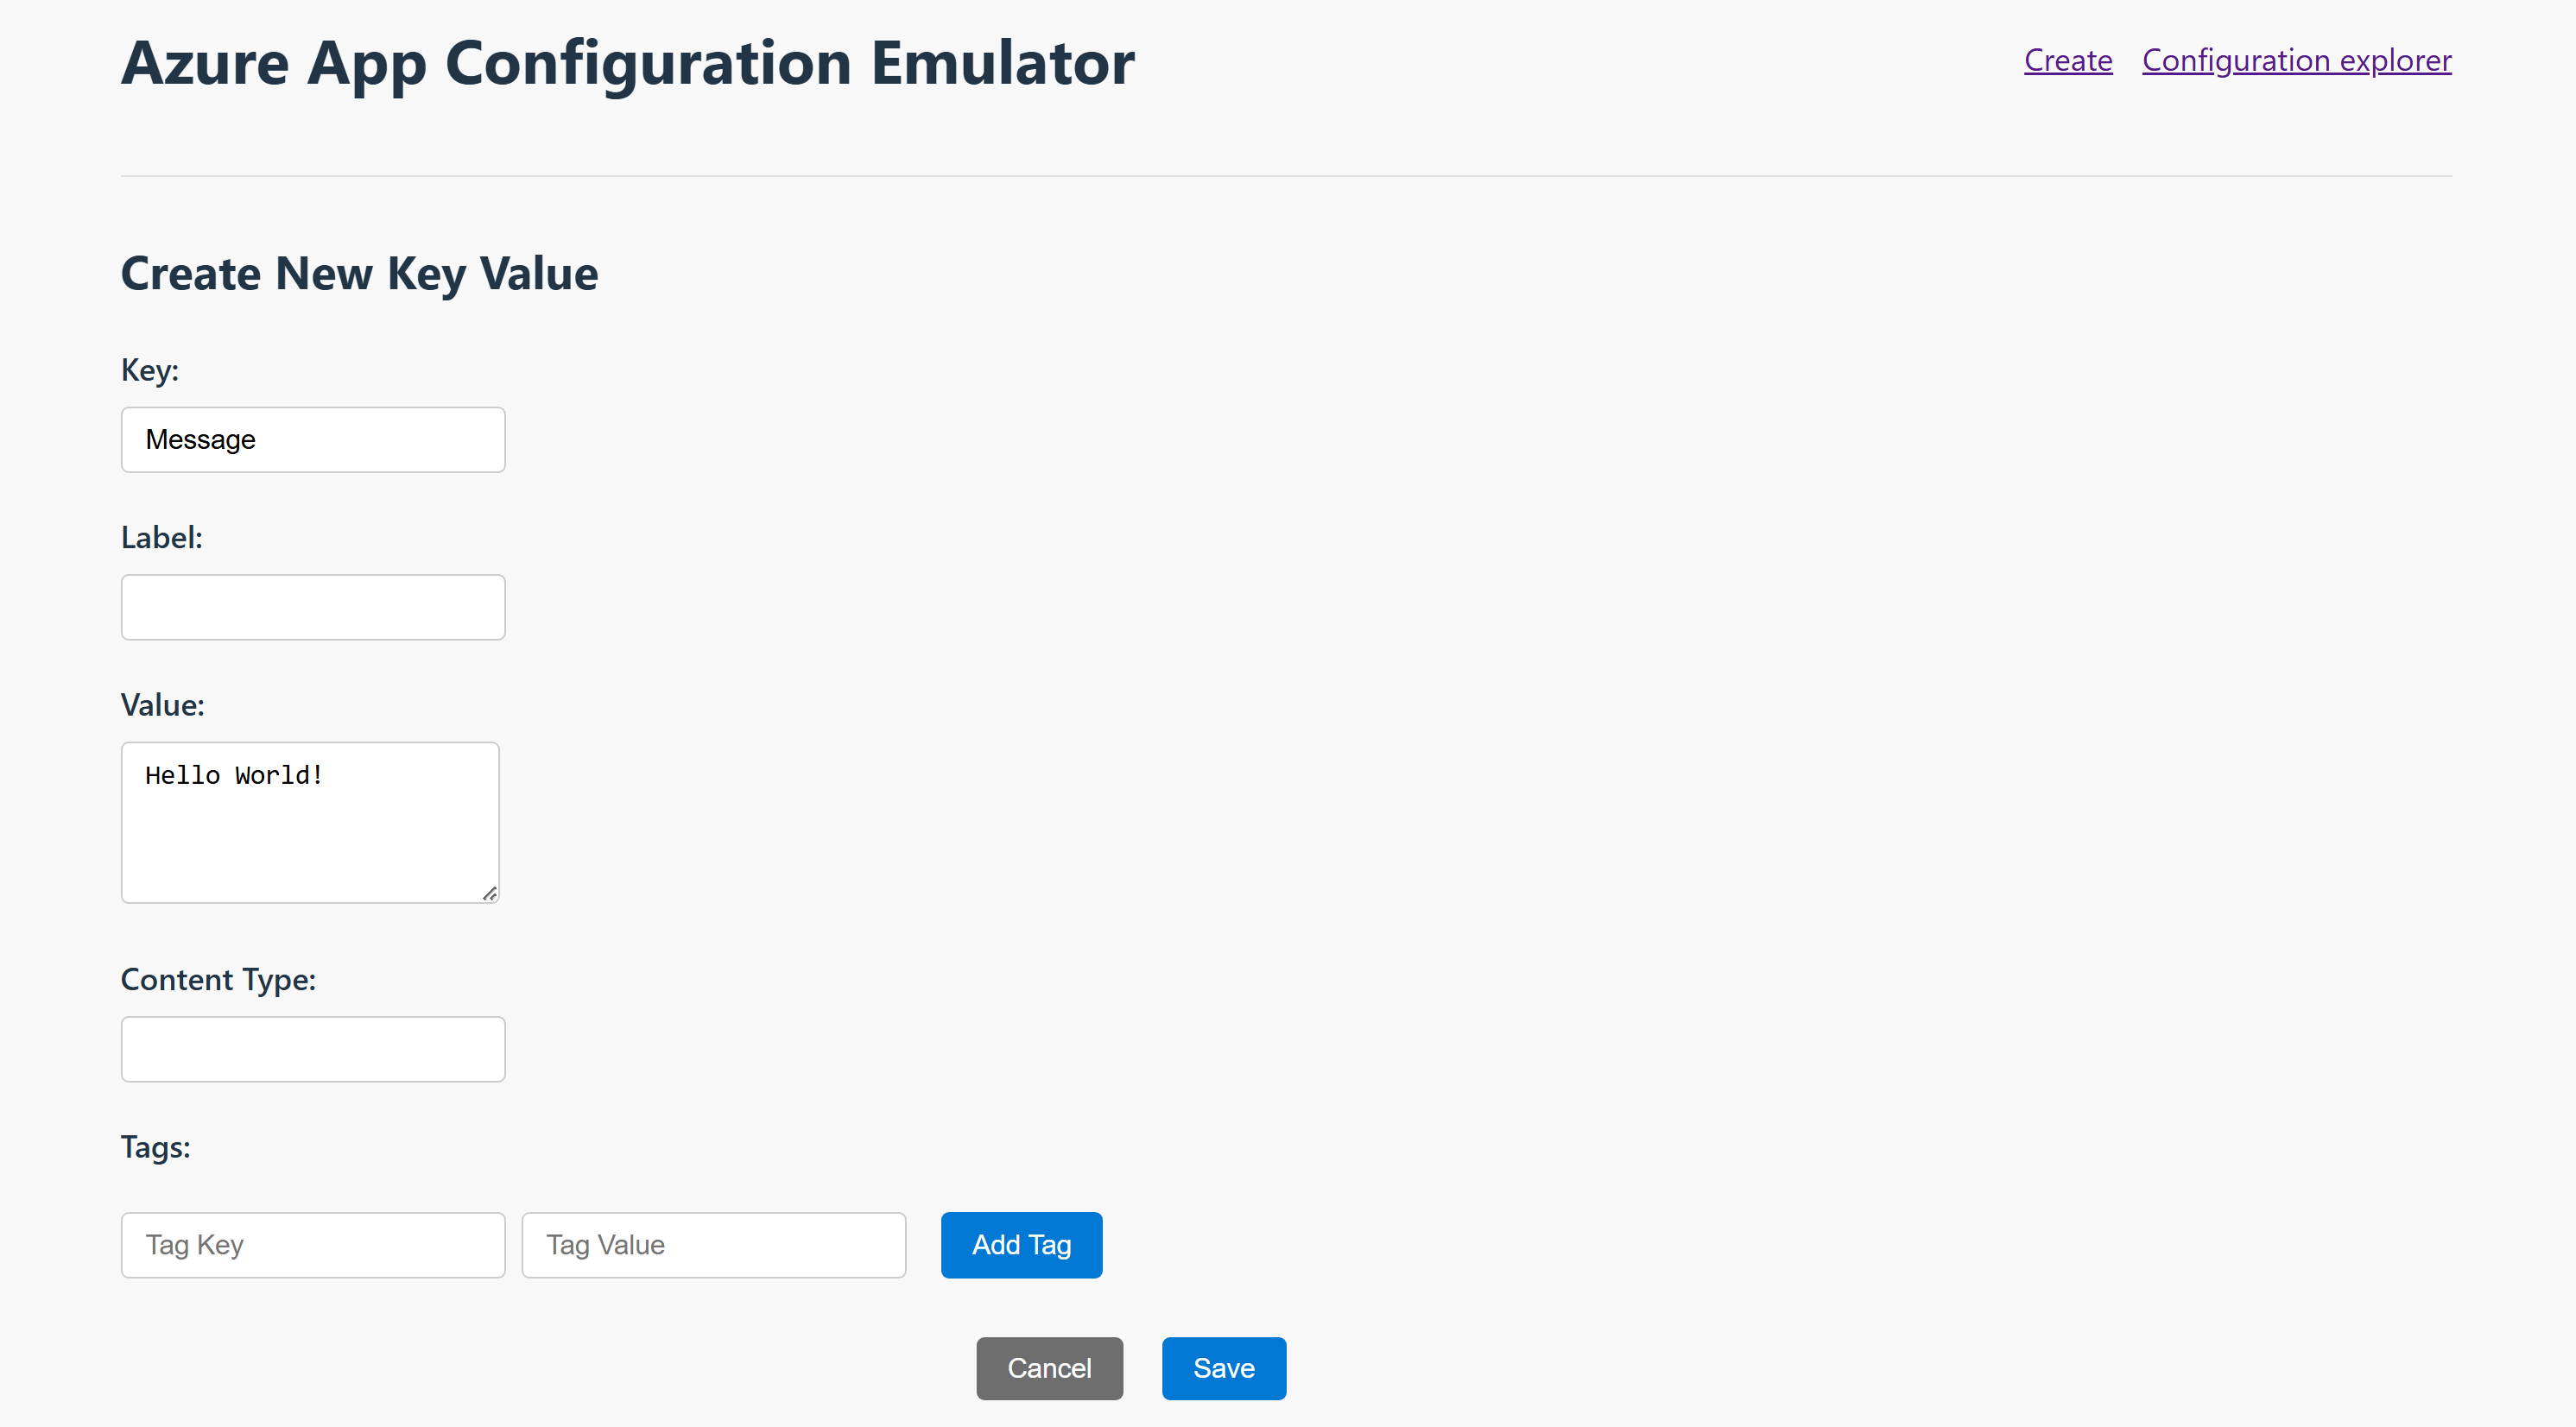 Azure App Configuration Emulator
Create Configuration explorer
Create New Key Value
Key:
Message
Label:
Value:
Hello World!
Content Type:
Tags:
Tag Key Tag Value Add Tag
Cancel Save